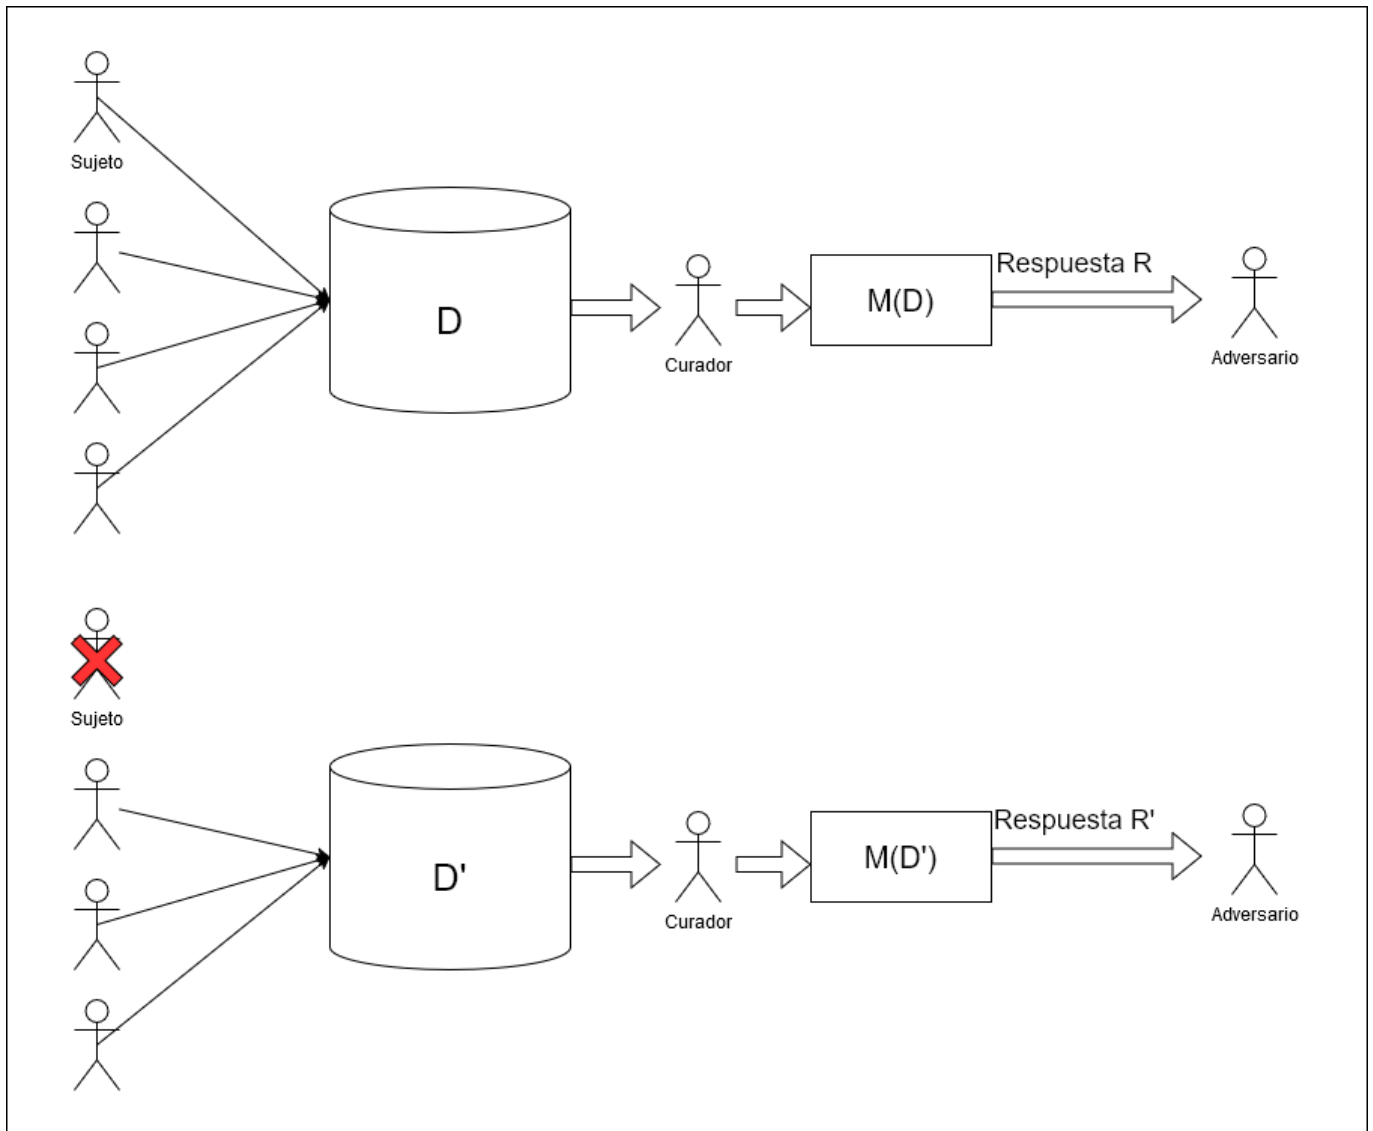 Sujeto
D
Curador
M(D)
Respuesta R
Adversario
Sujeto
D'
Curador
M(D')
Respuesta R'
Adversario